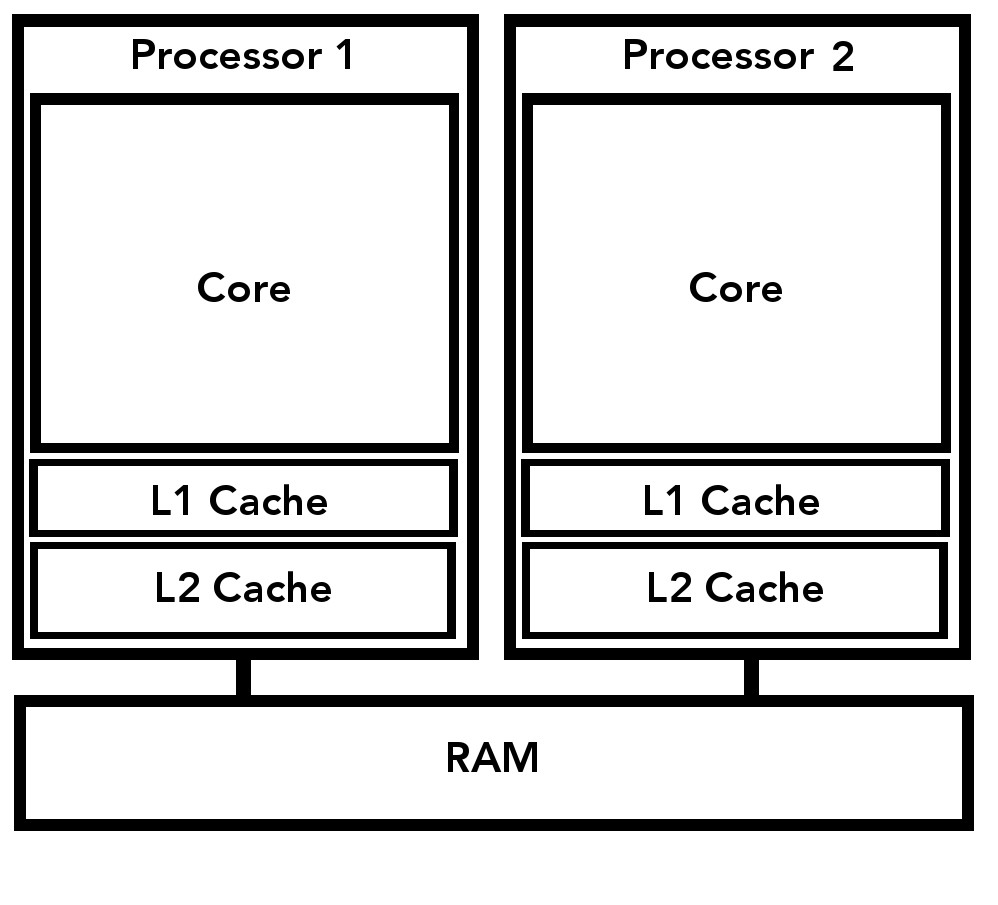 Processor 1
Core
L1 Cache
L2 Cache
Processor 2
Core
L1 Cache
L2 Cache
RAM